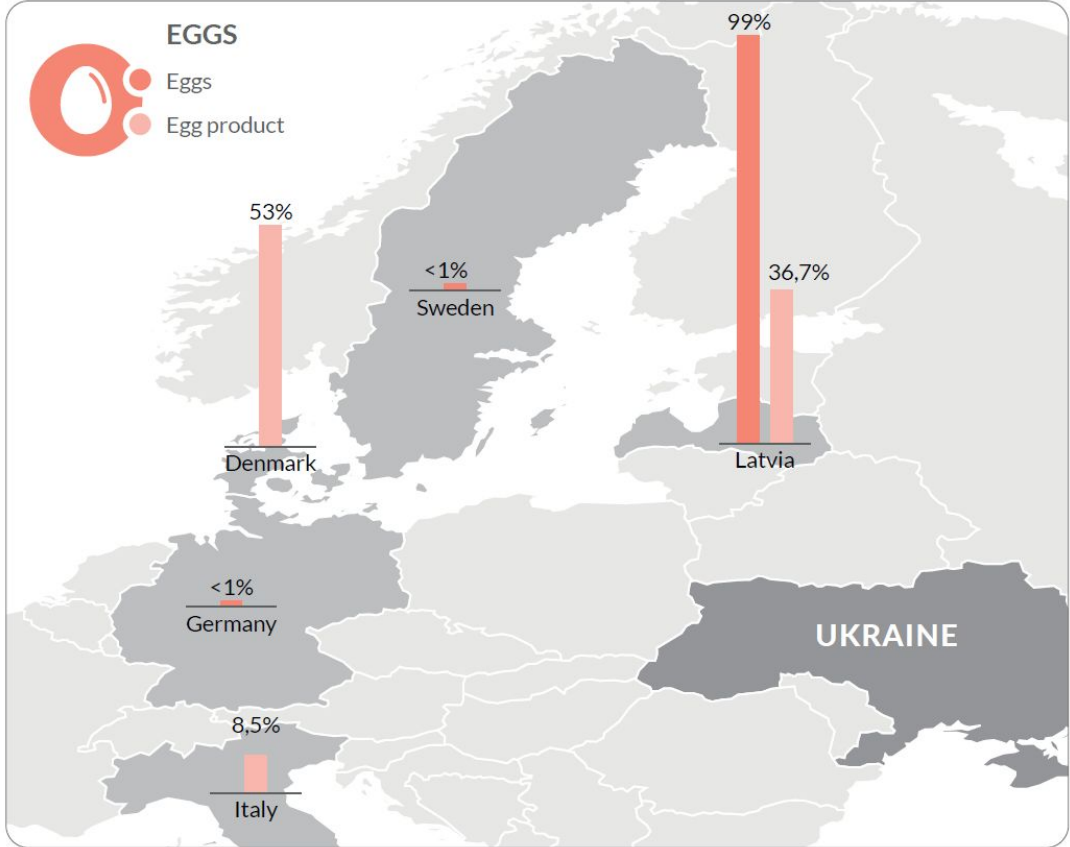 EGGS
Eggs
Egg product
99%
53%
<1%
Sweden
36,7%
Denmark
Latvia
<1%
Germany
UKRAINE
8,5%
Italy